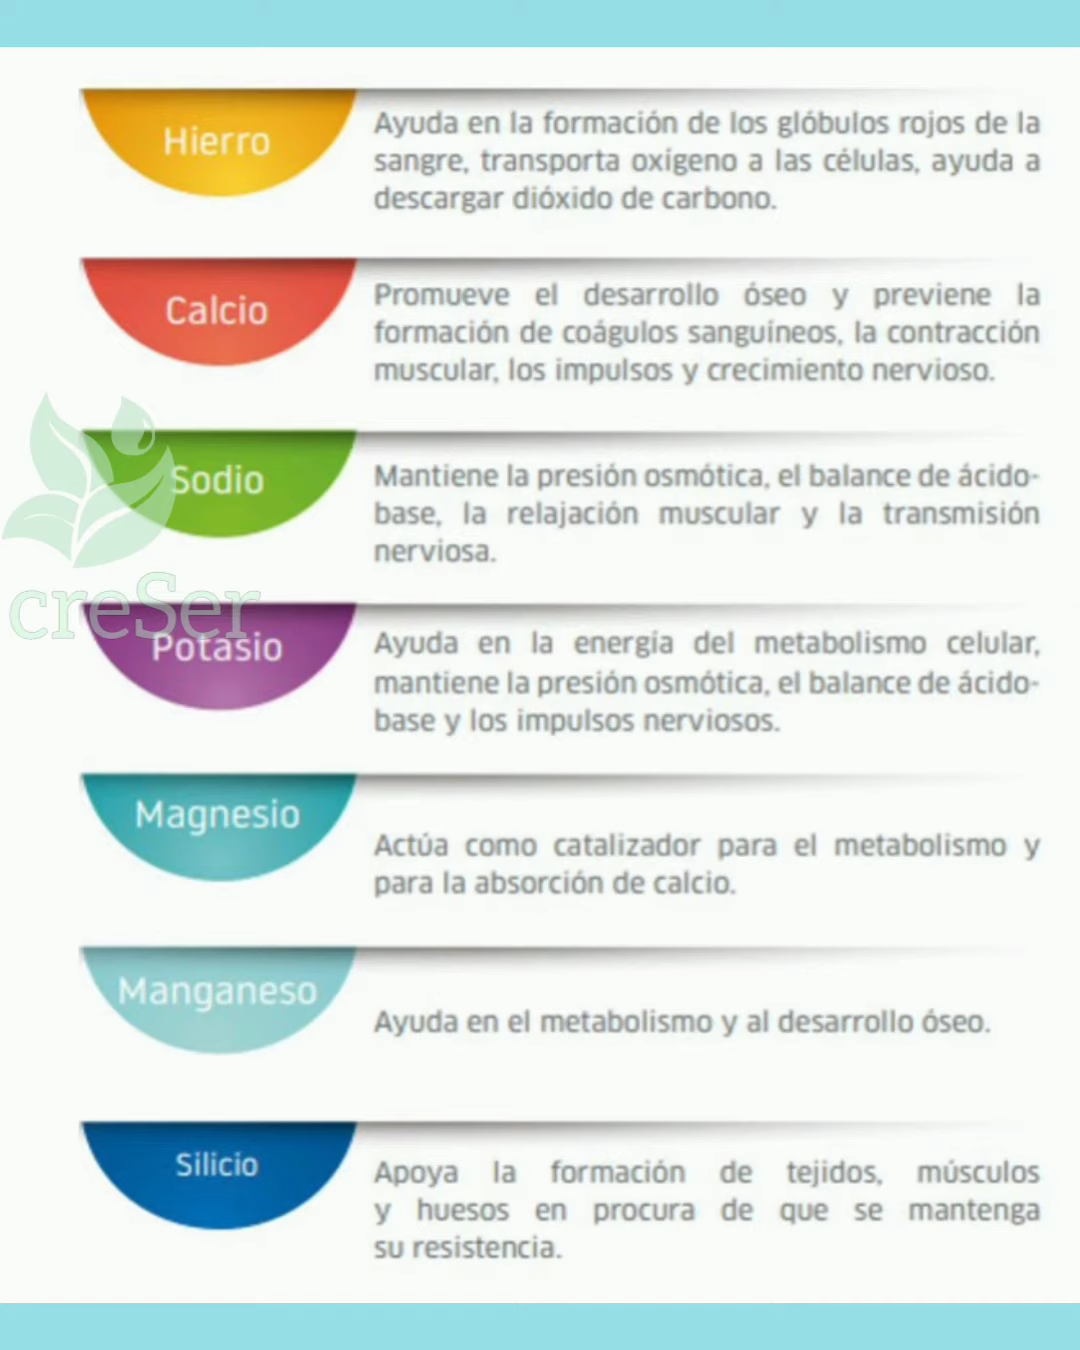 Hierro
Ayuda en la formación de los glóbulos rojos de la
sangre, transporta oxígeno a las células, ayuda a
descargar dióxido de carbono.
Calcio
Promueve el desarrollo óseo y previene la
formación de coágulos sanguíneos, la contracción
muscular, los impulsos y crecimiento nervioso.
Sodio
Mantiene la presión osmótica, el balance de ácido-
base, la relajación muscular y la transmisión
nerviosa.
creSer
Potasio
Ayuda en la energía del metabolismo celular,
mantiene la presión osmótica, el balance de ácido-
base y los impulsos nerviosos.
Magnesio
Actúa como catalizador para el metabolismo y
para la absorción de calcio.
Manganeso
Ayuda en el metabolismo y al desarrollo óseo.
Silicio
Apoya la formación de tejidos, músculos
y huesos en procura de que se mantenga
su resistencia.